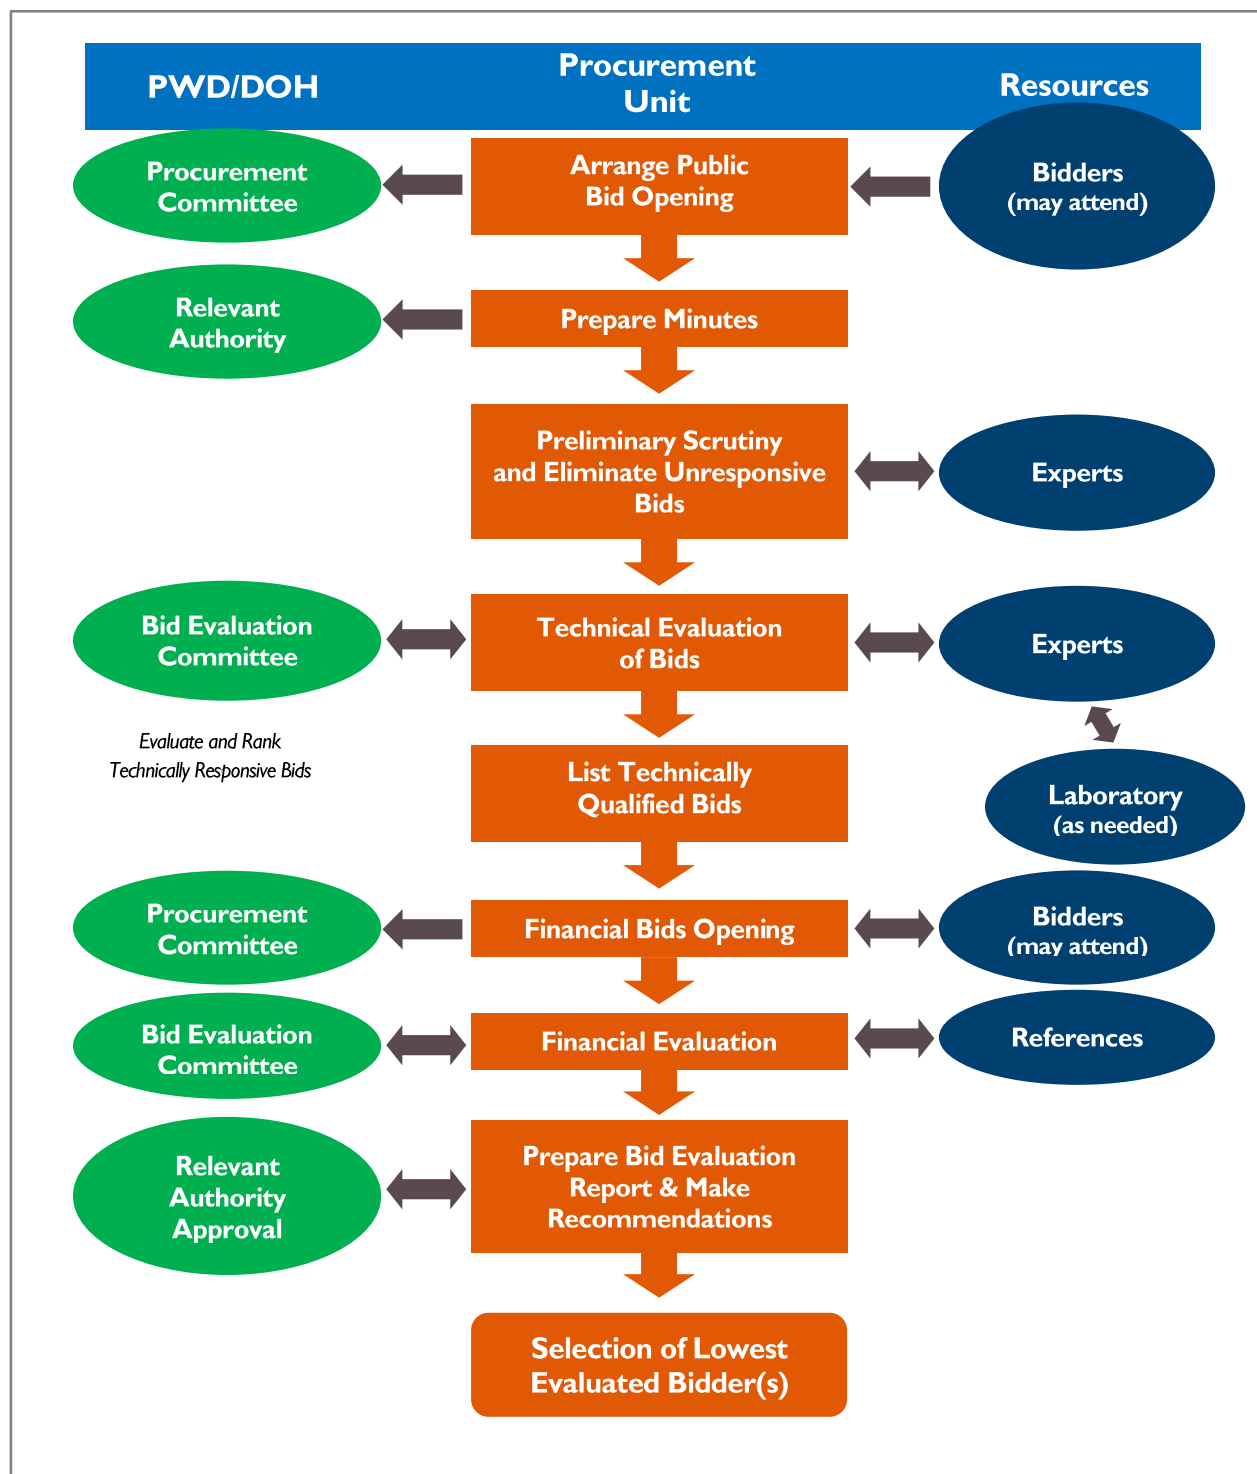 PWD/DOH
Procurement
Unit
Resources
Procurement
Committee
Arrange Public
Bid Opening
Bidders
(may attend)
Relevant
Authority
Prepare Minutes
Preliminary Scrutiny
and Eliminate Unresponsive
Bids
Experts
Bid Evaluation
Committee
Technical Evaluation
of Bids
Experts
Evaluate and Rank
Technically Responsive Bids
List Technically
Qualified Bids
Laboratory
(as needed)
Procurement
Committee
Financial Bids Opening
Bidders
(may attend)
Bid Evaluation
Committee
Financial Evaluation
References
Relevant
Authority
Approval
Prepare Bid Evaluation
Report & Make
Recommendations
Selection of Lowest
Evaluated Bidder(s)